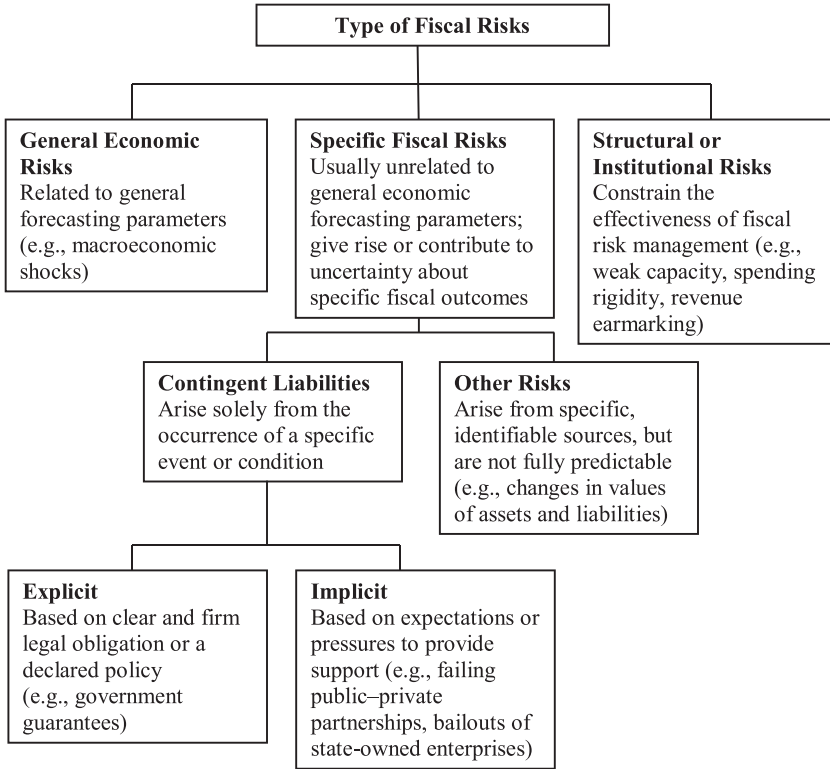 Type of Fiscal Risks
General Economic
Risks
Related to general
forecasting parameters
(e.g., macroeconomic
shocks)
Specific Fiscal Risks
Usually unrelated to
general economic
forecasting parameters;
give rise or contribute to
uncertainty about
specific fiscal outcomes
Structural or
Institutional Risks
Constrain the
effectiveness of fiscal
risk management (e.g.,
weak capacity, spending
rigidity, revenue
earmarking)
Contingent Liabilities
Arise solely from the
occurrence of a specific
event or condition
Other Risks
Arise from specific,
identifiable sources, but
are not fully predictable
(e.g., changes in values
of assets and liabilities)
Explicit
Based on clear and firm
legal obligation or a
declared policy
(e.g., government
guarantees)
Implicit
Based on expectations or
pressures to provide
support (e.g., failing
public–private
partnerships, bailouts of
state-owned enterprises)